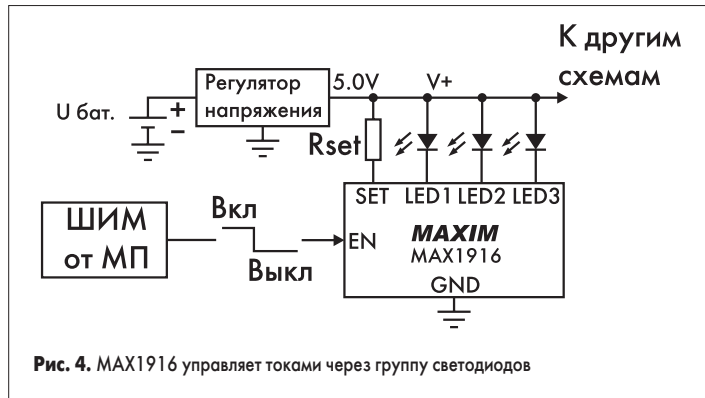 К другим
схемам
Регулятор
напряжения
5.0V
V+
U бат.
+
−
Rset
SET LED1 LED2 LED3
ШИМ
от МП
Вкл
Выкл
EN
MAXIM
MAX1916
GND
Рис. 4. MAX1916 управляет токами через группу светодиодов